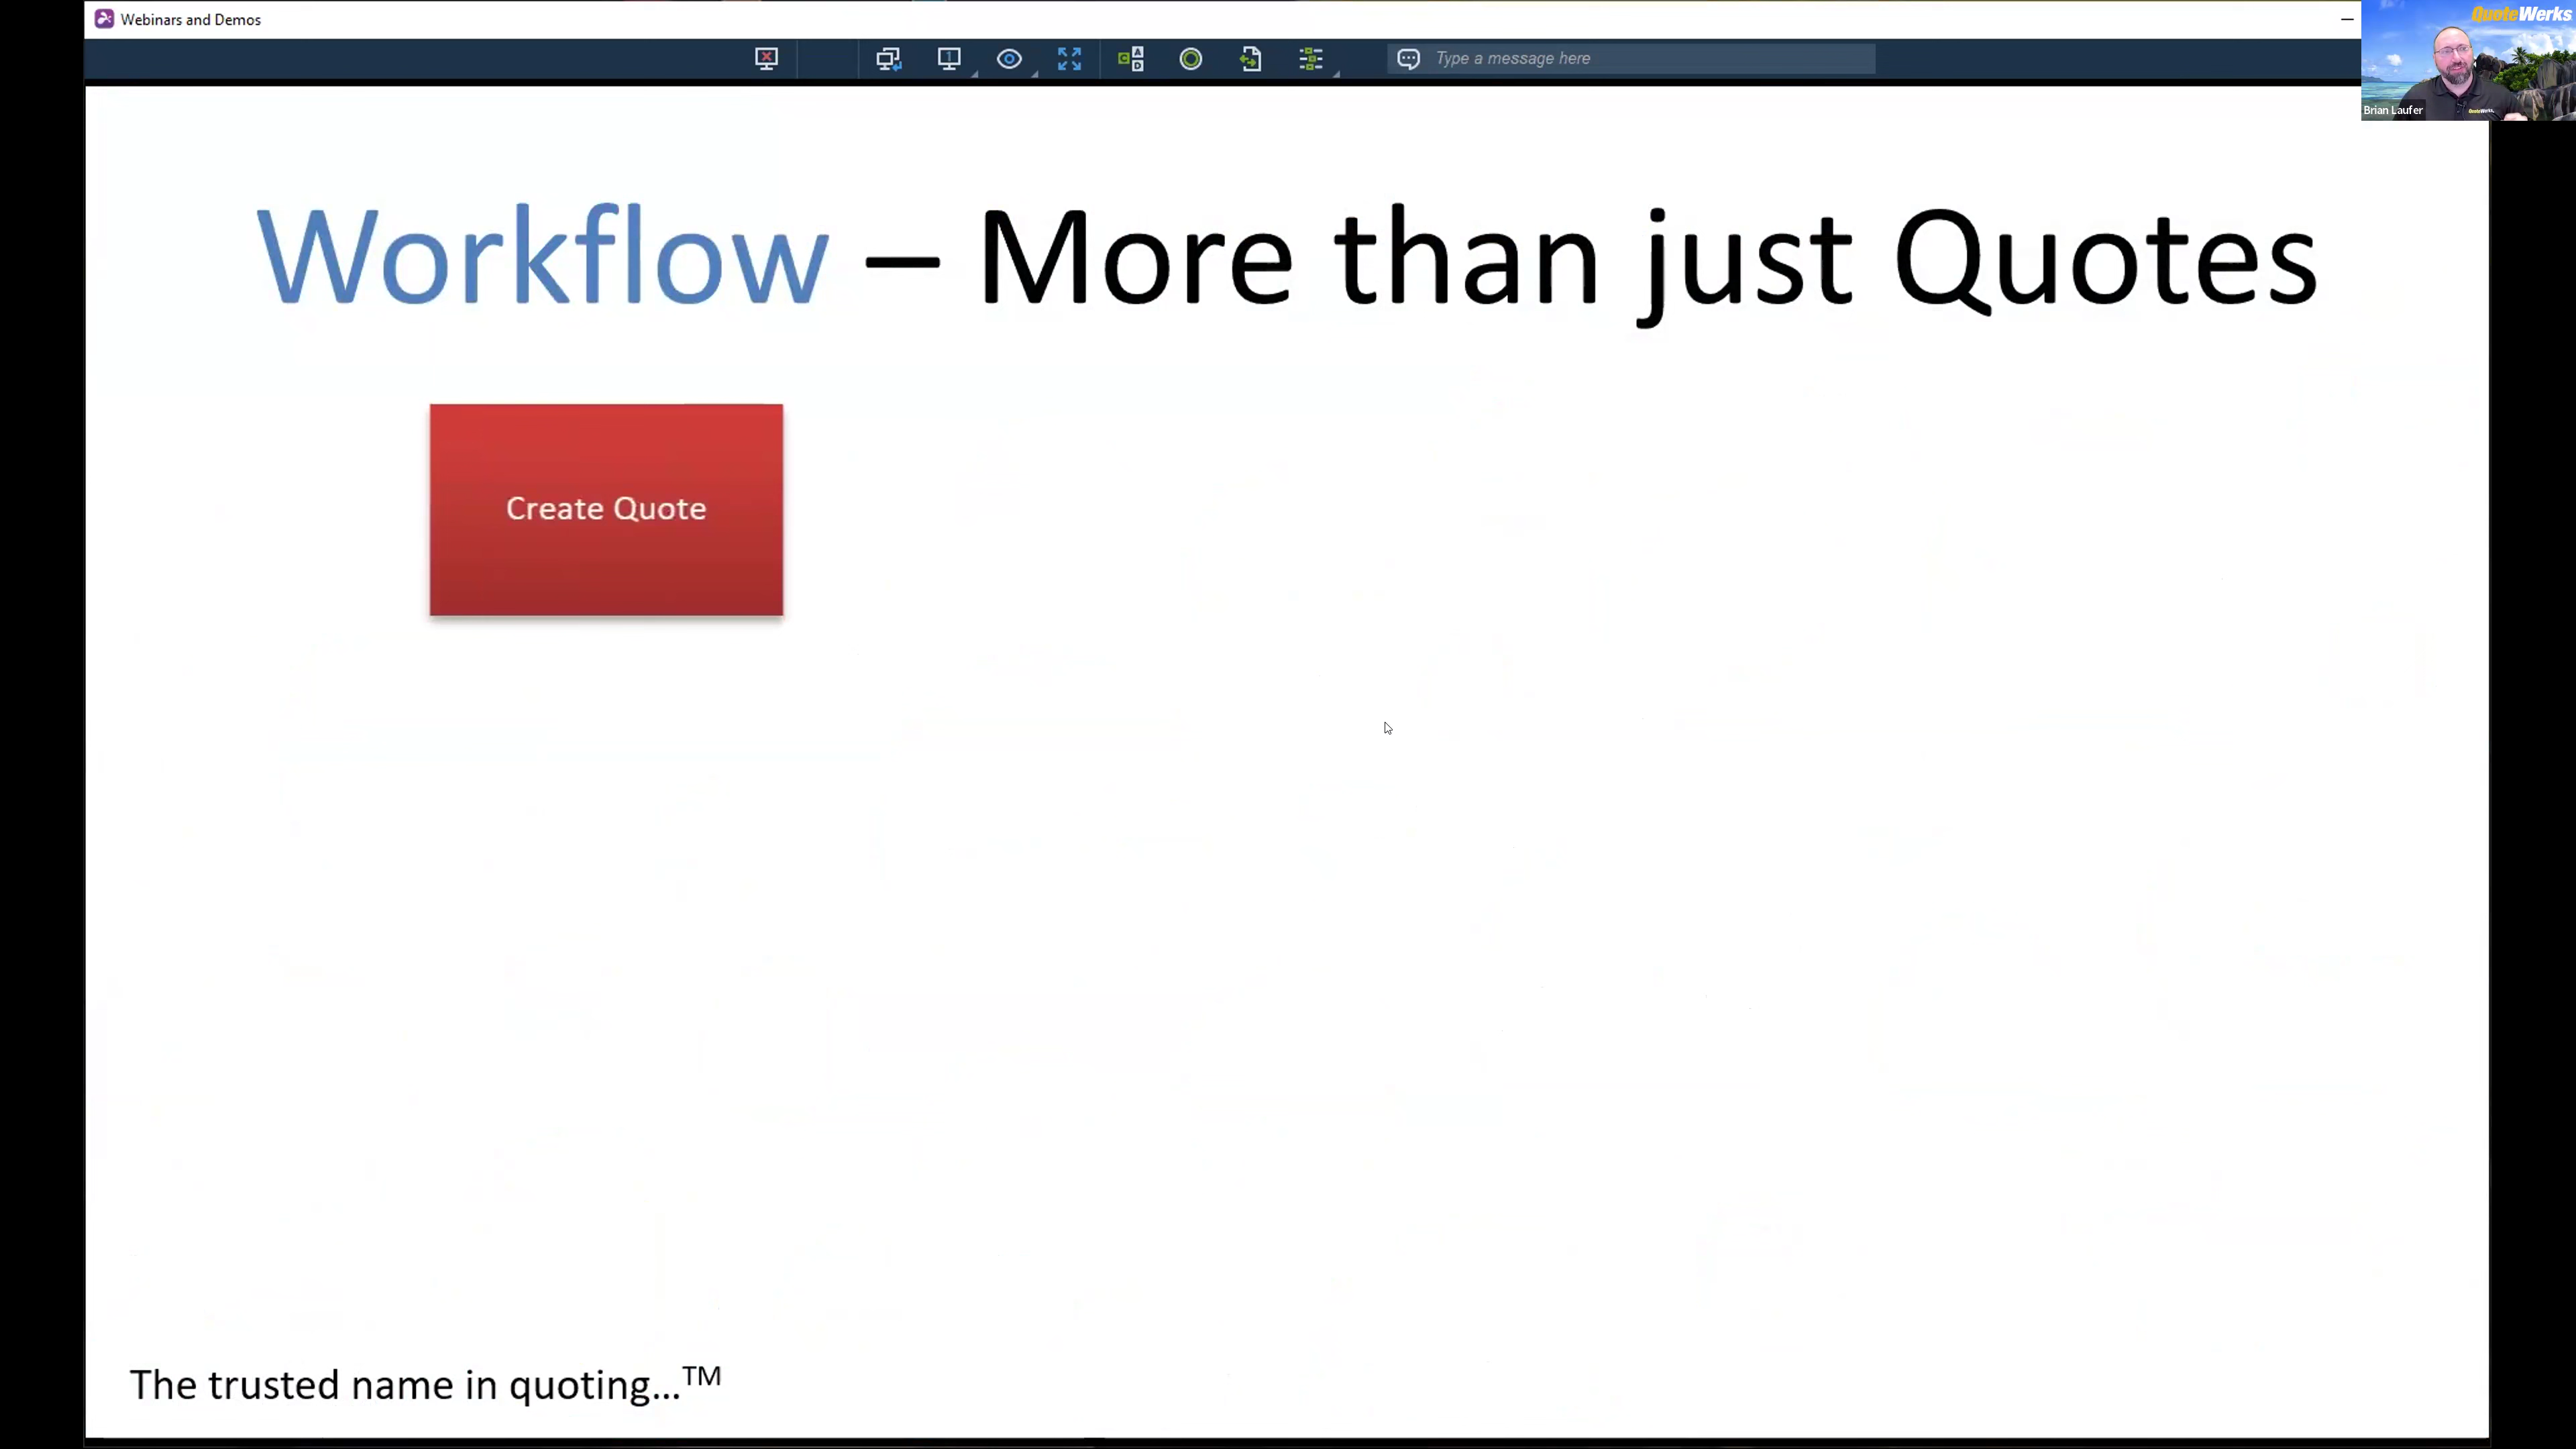 Webinars and Demos
QuoteWerks
Type a message here
Brian Laufer
Workflow – More than just Quotes
Create Quote
The trusted name in quoting...TM